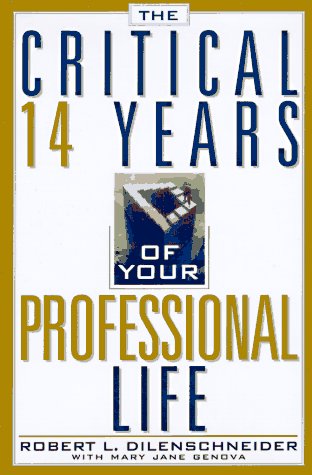 THE
CRITICAL
14 YEARS
OF
YOUR
PROFESSIONAL
LIFE
ROBERT L. DILENSCHNEIDER
WITH MARY JANE GENOVA